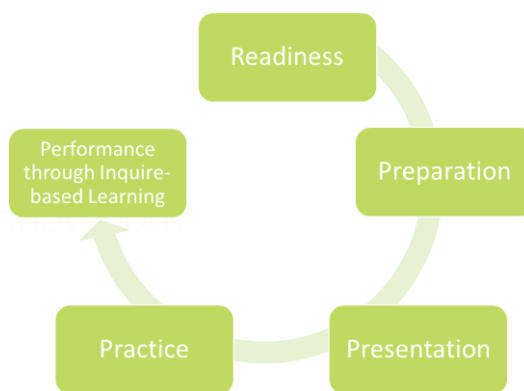 Readiness
Preparation
Presentation
Practice
Performance
through Inquire-
based Learning